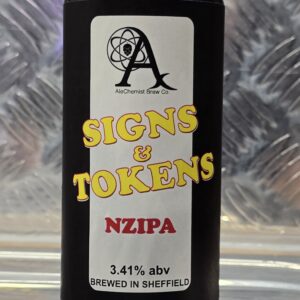 A
AleChemist Brew Co.
SIGNS
&
TOKENS
NZIPA
3.41% abv
BREWED IN SHEFFIELD